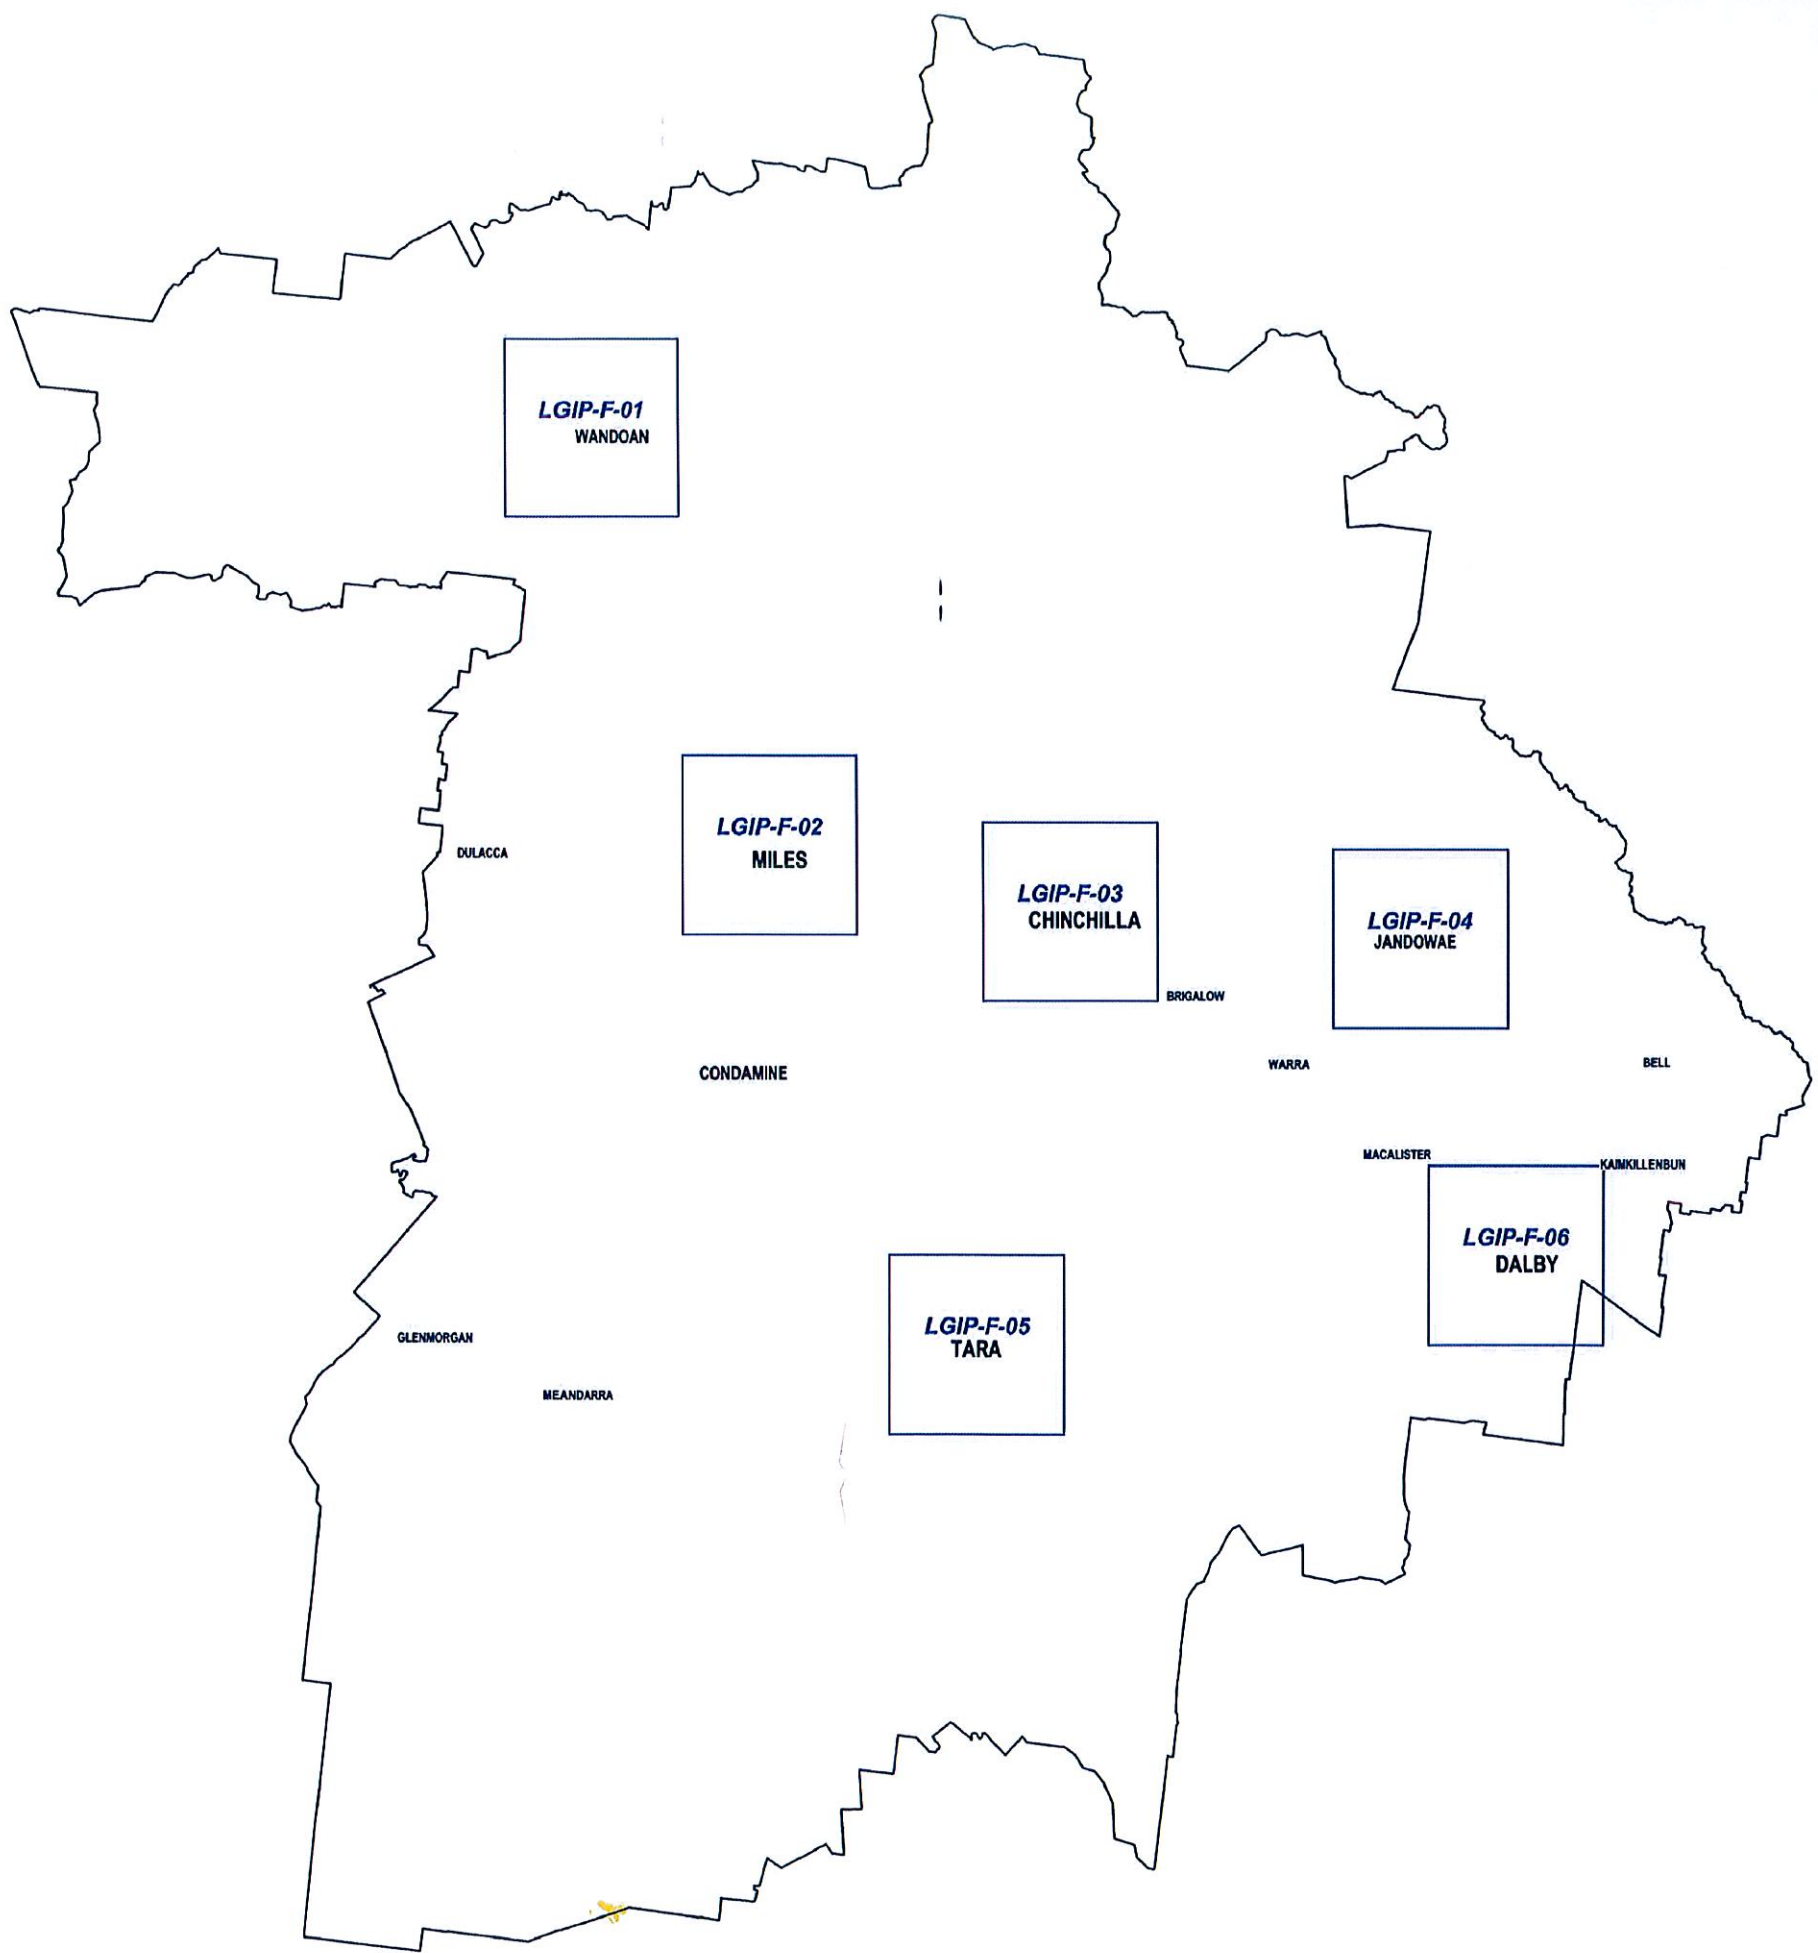 LGIP-F-01
WANDOAN
LGIP-F-02
MILES
DULACCA
LGIP-F-03
CHINCHILLA
LGIP-F-04
JANDOWAE
BRIGALOW
CONDAMINE
WARRA
BELL
MACALISTER
KAIMKILLENBUN
LGIP-F-06
DALBY
LGIP-F-05
TARA
GLENMORGAN
MEANDARRA